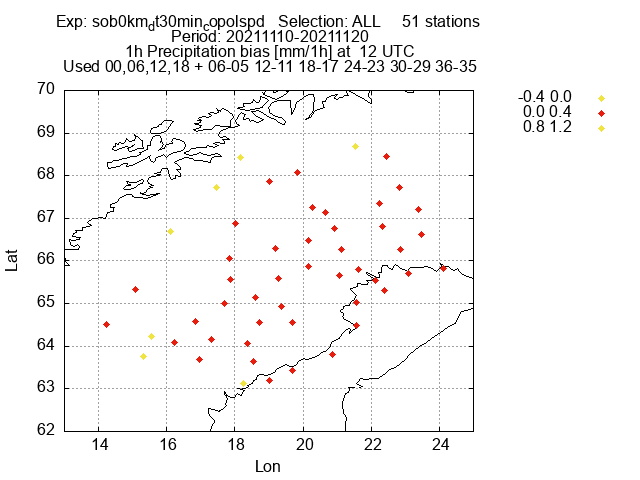 Exp: sob0km_dt30min_copolspd   Selection: ALL     51 stations
Period: 20211110-20211120
1h Precipitation bias [mm/1h] at  12 UTC
Used 00,06,12,18 + 06-05 12-11 18-17 24-23 30-29 36-35
-0.4 0.0
0.0 0.4
0.8 1.2
70
69
68
67
66
65
64
63
62
Lat
14 16 18 20 22 24
Lon